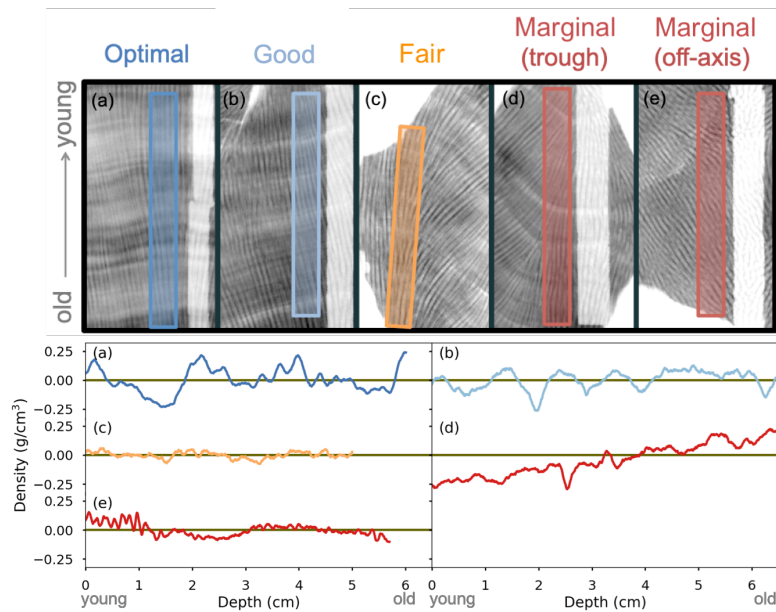 Optimal
Good
Fair
Marginal
(trough)
Marginal
(off-axis)
(a)
(b)
(c)
(d)
(e)
old
young
Density (g/cm³)
0.25
0.00
−0.25
0.25
0.00
−0.25
0.25
0.00
−0.25
(a)
(b)
(c)
(d)
(e)
0 1 2 3 4 5 6
0 1 2 3 4 5 6
young Depth (cm) old
young Depth (cm) old